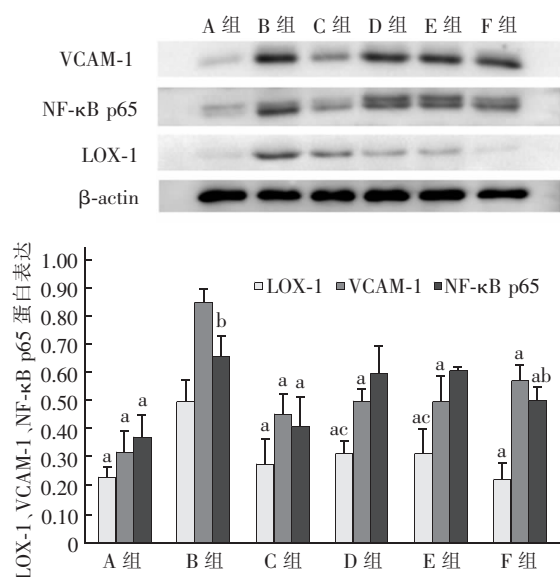 A 组 B 组 C 组 D 组 E 组 F 组
VCAM-1
NF-κB p65
LOX-1
β-actin
LOX-1、VCAM-1、NF-κB p65 蛋白表达
1.00
0.90
0.80
0.70
0.60
0.50
0.40
0.30
0.20
0.10
0
LOX-1 VCAM-1 NF-κB p65
a a a
b
a a a
ac a
ac a
a a ab
A 组 B 组 C 组 D 组 E 组 F 组